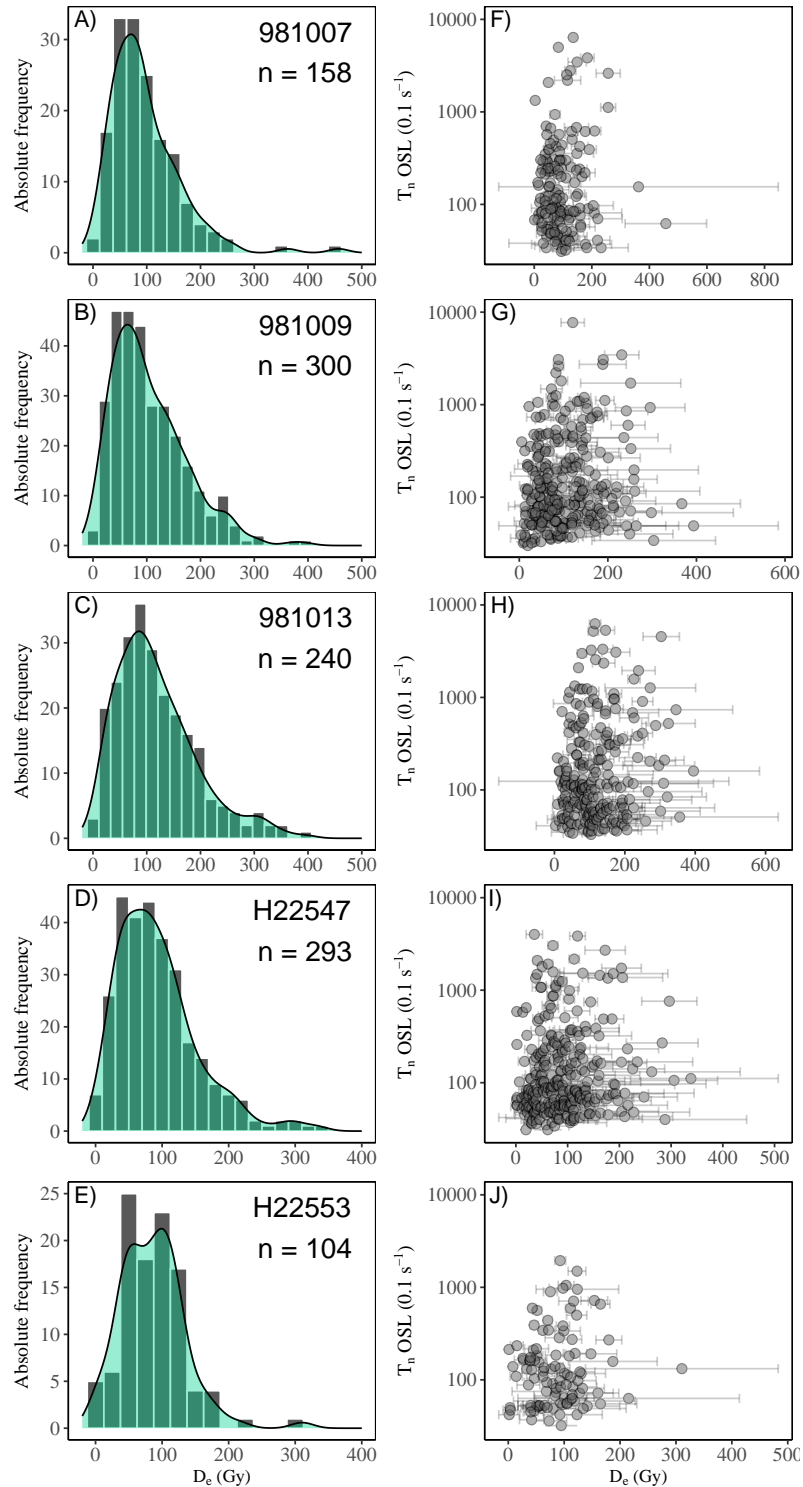 A)
981007
n = 158
Absolute frequency
30
20
10
0
0 100 200 300 400 500
F)
Tₙ OSL (0.1 s⁻¹)
10000
1000
100
0 200 400 600 800
B)
981009
n = 300
Absolute frequency
40
30
20
10
0
0 100 200 300 400 500
G)
Tₙ OSL (0.1 s⁻¹)
10000
1000
100
0 200 400 600
C)
981013
n = 240
Absolute frequency
30
20
10
0
0 100 200 300 400 500
H)
Tₙ OSL (0.1 s⁻¹)
10000
1000
100
0 200 400 600
D)
H22547
n = 293
Absolute frequency
40
30
20
10
0
0 100 200 300 400
I)
Tₙ OSL (0.1 s⁻¹)
10000
1000
100
0 100 200 300 400 500
E)
H22553
n = 104
Absolute frequency
25
20
15
10
5
0
0 100 200 300 400
Dₑ (Gy)
J)
Tₙ OSL (0.1 s⁻¹)
10000
1000
100
0 100 200 300 400 500
Dₑ (Gy)